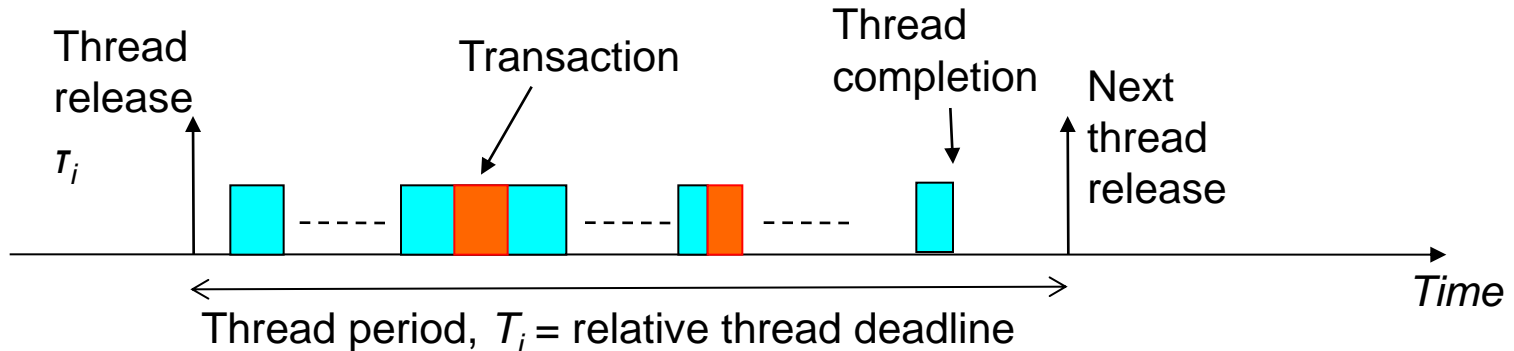 Thread
release
τi
Transaction
Thread
completion
Next
thread
release
Time
Thread period, Ti = relative thread deadline